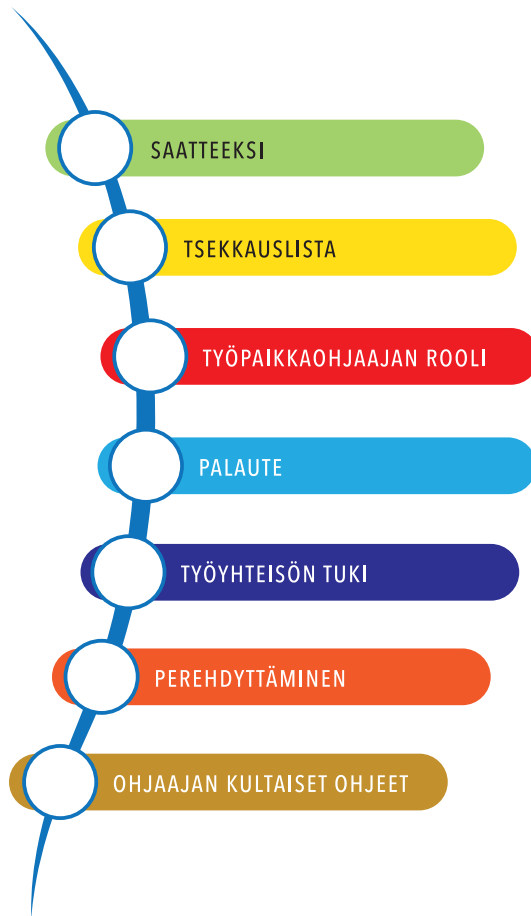 SAATTEEKSI
TSEKKAUSLISTA
TYÖPAIKKAOHJAAJAN ROOLI
PALAUTE
TYÖYHTEISÖN TUKI
PEREHDYTTÄMINEN
OHJAAJAN KULTAISET OHJEET